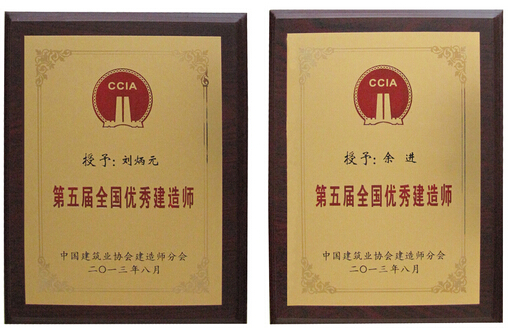 CCIA
授予：刘炳元
第五届全国优秀建造师
中国建筑业协会建造师分会
二〇一三年八月
CCIA
授予：余 进
第五届全国优秀建造师
中国建筑业协会建造师分会
二〇一三年八月